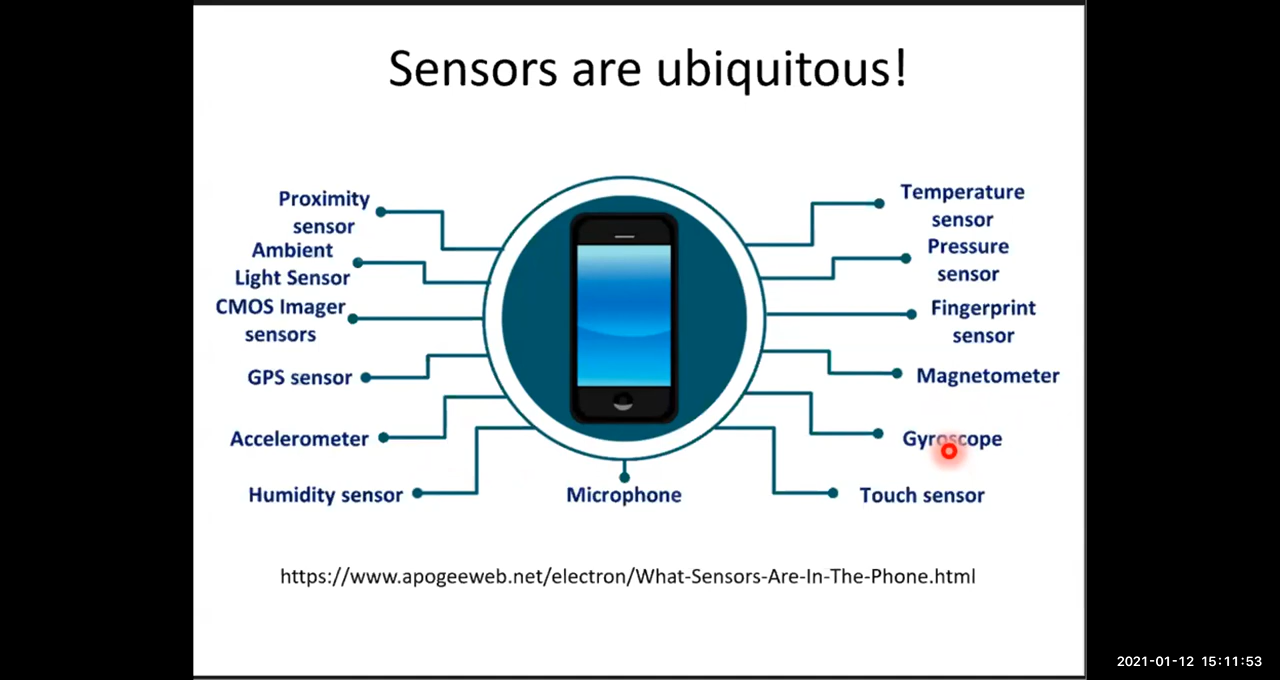 Sensors are ubiquitous!
Proximity
sensor
Ambient
Light Sensor
CMOS Imager
sensors
GPS sensor
Accelerometer
Humidity sensor
Microphone
Temperature
sensor
Pressure
sensor
Fingerprint
sensor
Magnetometer
Gyroscope
Touch sensor
https://www.apogeeweb.net/electron/What-Sensors-Are-In-The-Phone.html
2021-01-12 15:11:53